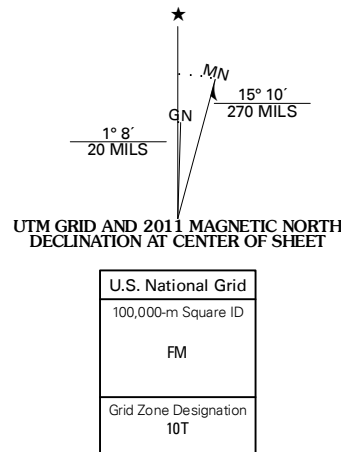 MN
GN
15° 10´
270 MILS
1° 8´
20 MILS
UTM GRID AND 2011 MAGNETIC NORTH
DECLINATION AT CENTER OF SHEET
U.S. National Grid
100,000-m Square ID
FM
Grid Zone Designation
10T